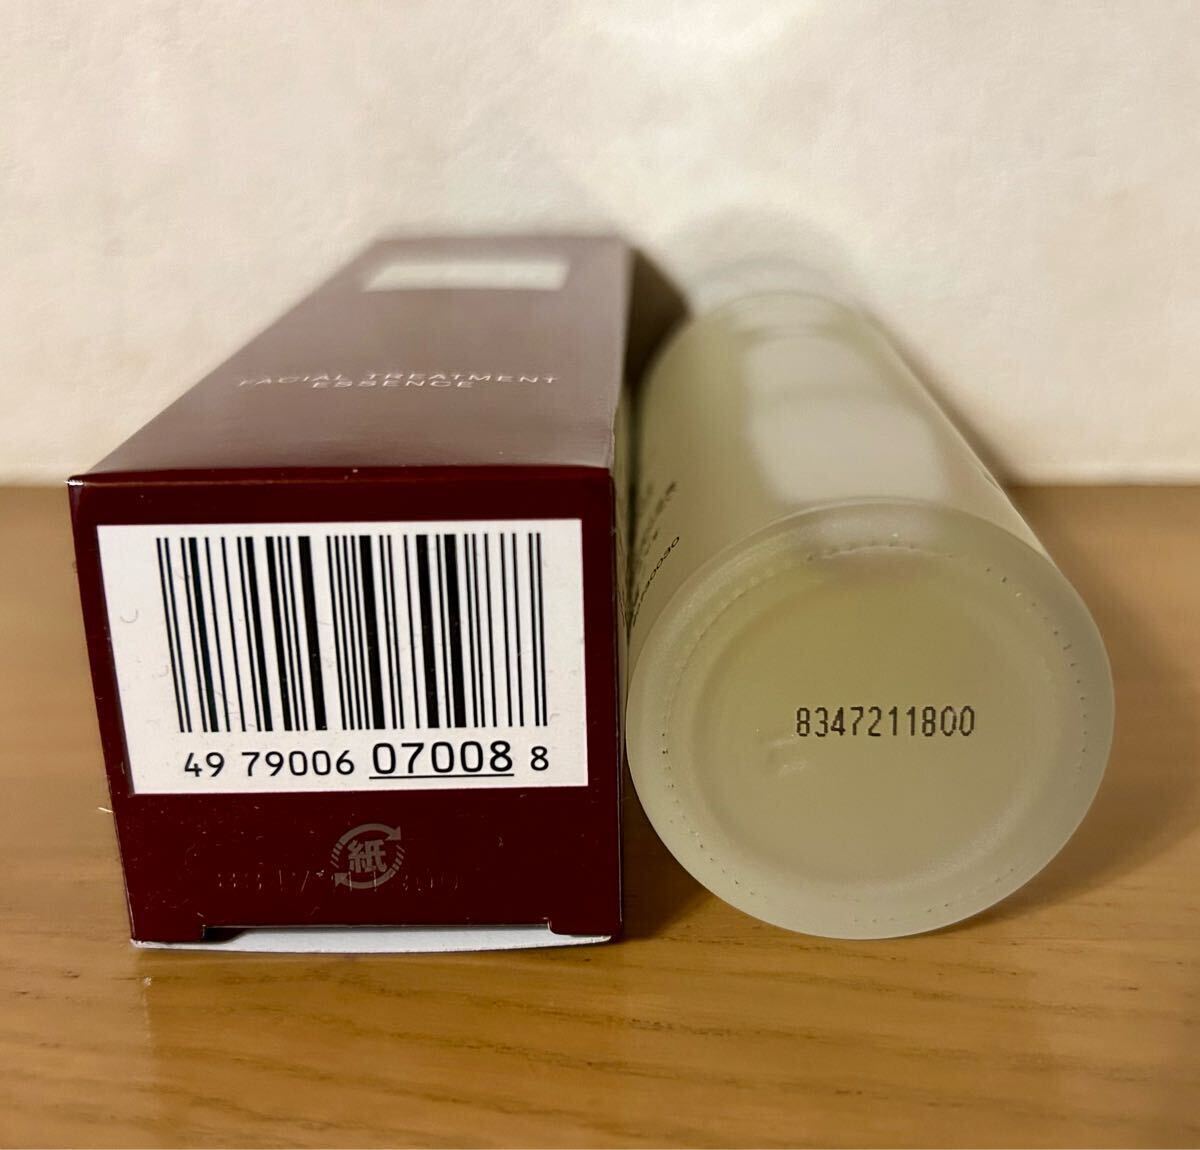 FACIAL TREATMENT
ESSENCE
49 79006 07008 8
紙
8347211800